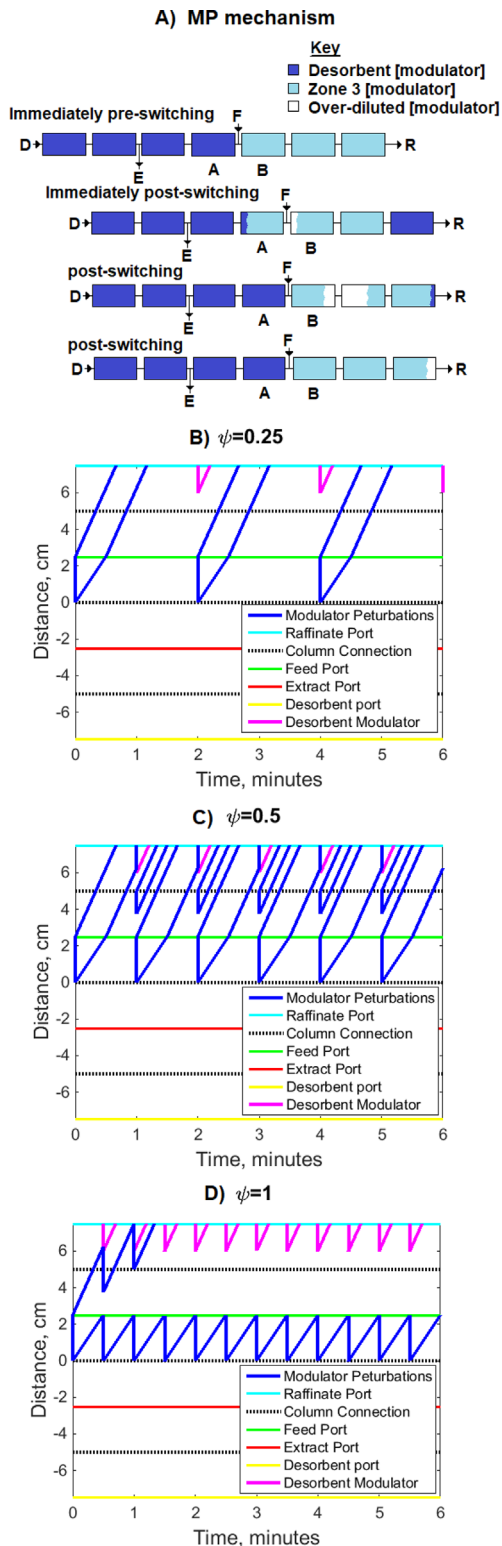 A) MP mechanism
Key
Desorbent [modulator]
Zone 3 [modulator]
Over-diluted [modulator]
Immediately pre-switching
F
D
R
E
A
B
Immediately post-switching
F
D
R
E
A
B
post-switching
F
D
R
E
A
B
post-switching
F
D
R
E
A
B
B) ψ=0.25
6
4
2
0
-2
-4
-6
Distance, cm
Modulator Peturbations
Raffinate Port
Column Connection
Feed Port
Extract Port
Desorbent port
Desorbent Modulator
0 1 2 3 4 5 6
Time, minutes
C) ψ=0.5
6
4
2
0
-2
-4
-6
Distance, cm
Modulator Peturbations
Raffinate Port
Column Connection
Feed Port
Extract Port
Desorbent port
Desorbent Modulator
0 1 2 3 4 5 6
Time, minutes
D) ψ=1
6
4
2
0
-2
-4
-6
Distance, cm
Modulator Peturbations
Raffinate Port
Column Connection
Feed Port
Extract Port
Desorbent port
Desorbent Modulator
0 1 2 3 4 5 6
Time, minutes